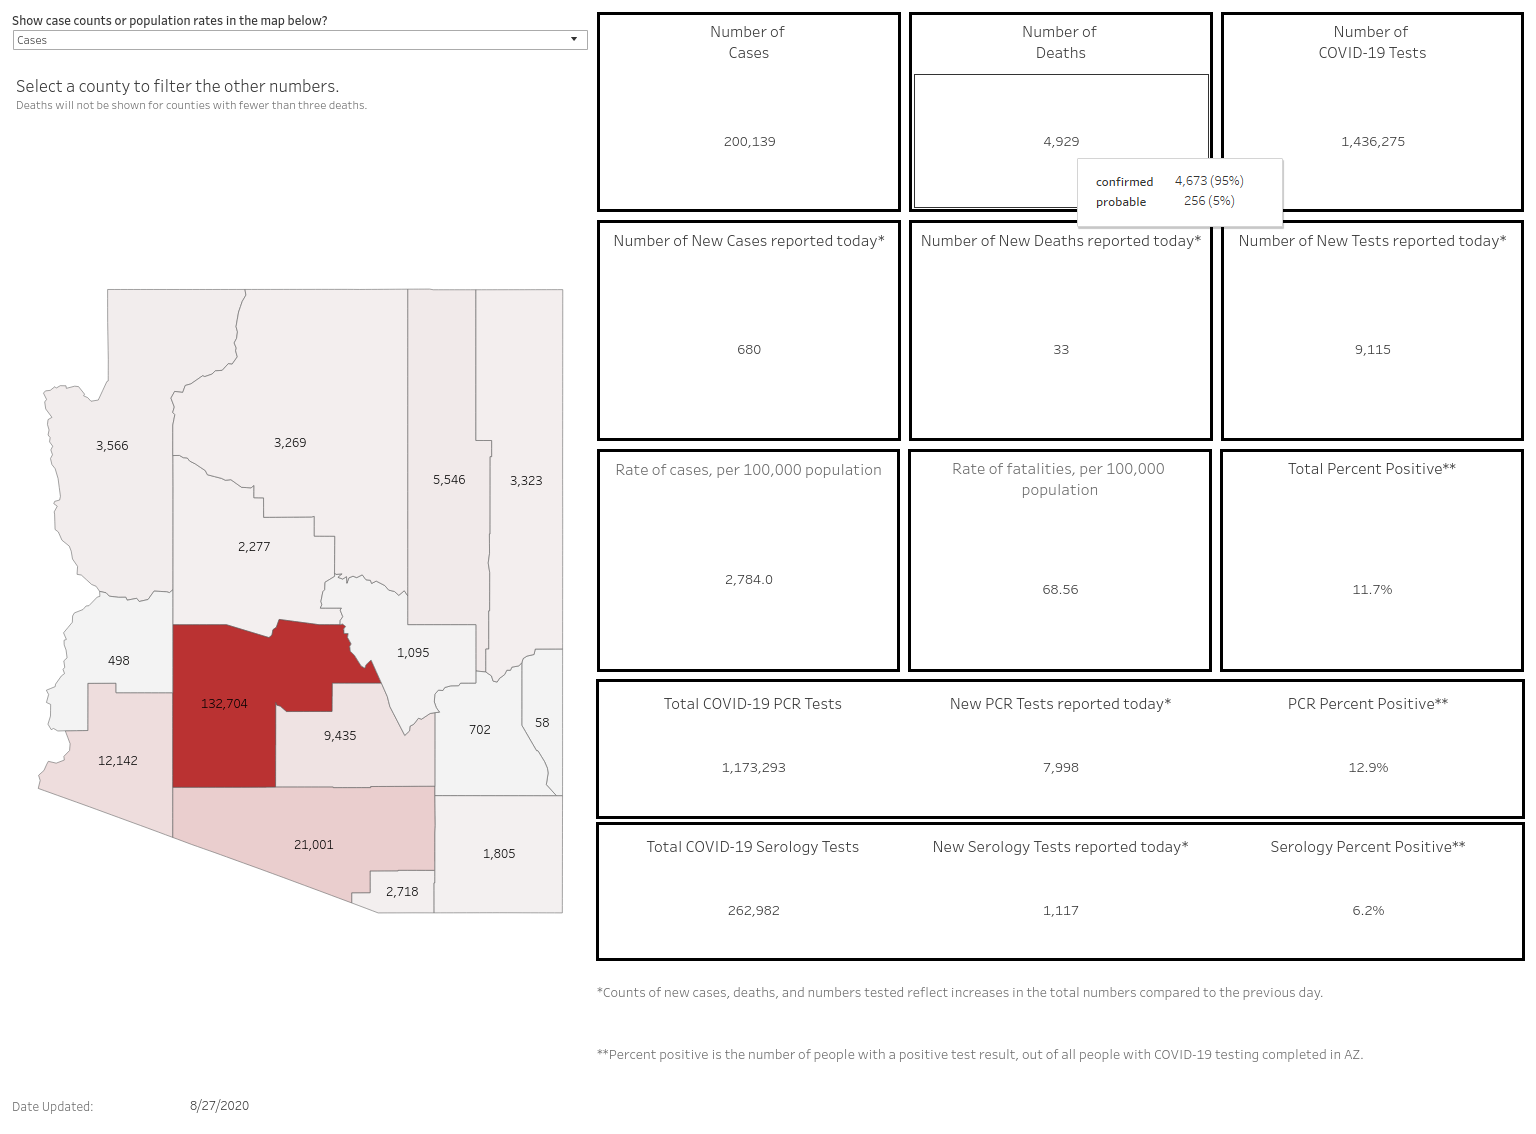 Show case counts or population rates in the map below?
Cases
Select a county to filter the other numbers.
Deaths will not be shown for counties with fewer than three deaths.
3,566
3,269
5,546
3,323
2,277
498
1,095
132,704
9,435
702
58
12,142
21,001
1,805
2,718
Date Updated: 8/27/2020
Number of
Cases
200,139
Number of
Deaths
4,929
confirmed 4,673 (95%)
probable 256 (5%)
Number of
COVID-19 Tests
1,436,275
Number of New Cases reported today*
680
Number of New Deaths reported today*
33
Number of New Tests reported today*
9,115
Rate of cases, per 100,000 population
2,784.0
Rate of fatalities, per 100,000
population
68.56
Total Percent Positive**
11.7%
Total COVID-19 PCR Tests
1,173,293
New PCR Tests reported today*
7,998
PCR Percent Positive**
12.9%
Total COVID-19 Serology Tests
262,982
New Serology Tests reported today*
1,117
Serology Percent Positive**
6.2%
*Counts of new cases, deaths, and numbers tested reflect increases in the total numbers compared to the previous day.
**Percent positive is the number of people with a positive test result, out of all people with COVID-19 testing completed in AZ.